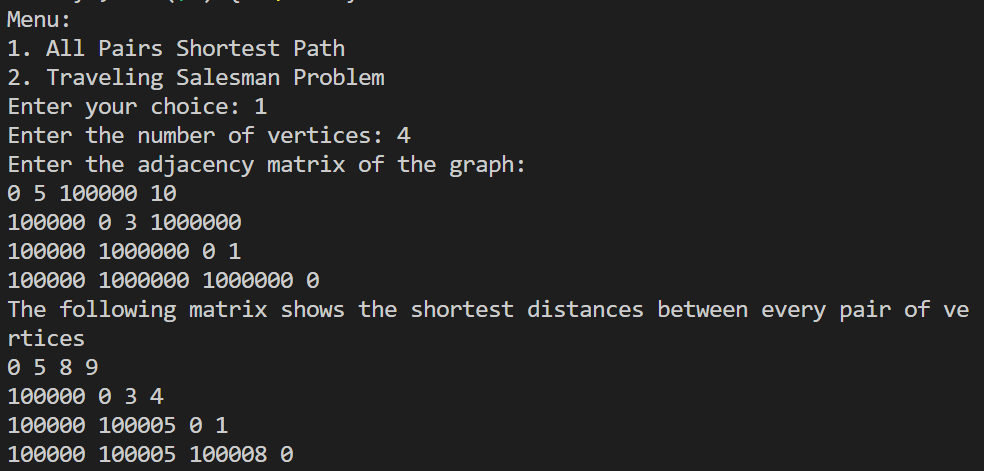 Menu:
1. All Pairs Shortest Path
2. Traveling Salesman Problem
Enter your choice: 1
Enter the number of vertices: 4
Enter the adjacency matrix of the graph:
0 5 100000 10
100000 0 3 1000000
100000 1000000 0 1
100000 1000000 1000000 0
The following matrix shows the shortest distances between every pair of ve
rtices
0 5 8 9
100000 0 3 4
100000 100005 0 1
100000 100005 100008 0